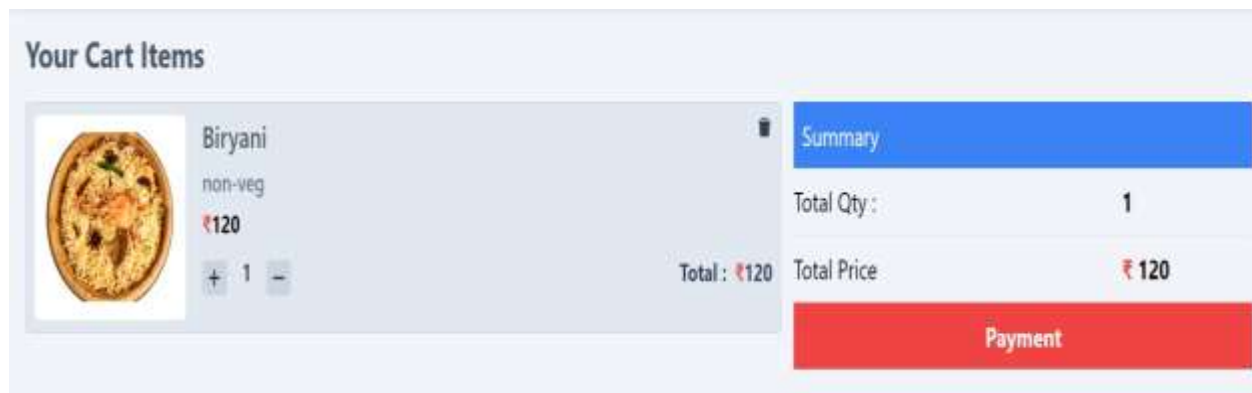 Your Cart Items
Biryani
non-veg
₹120
+ 1 -
Total : ₹120
Summary
Total Qty : 1
Total Price ₹ 120
Payment